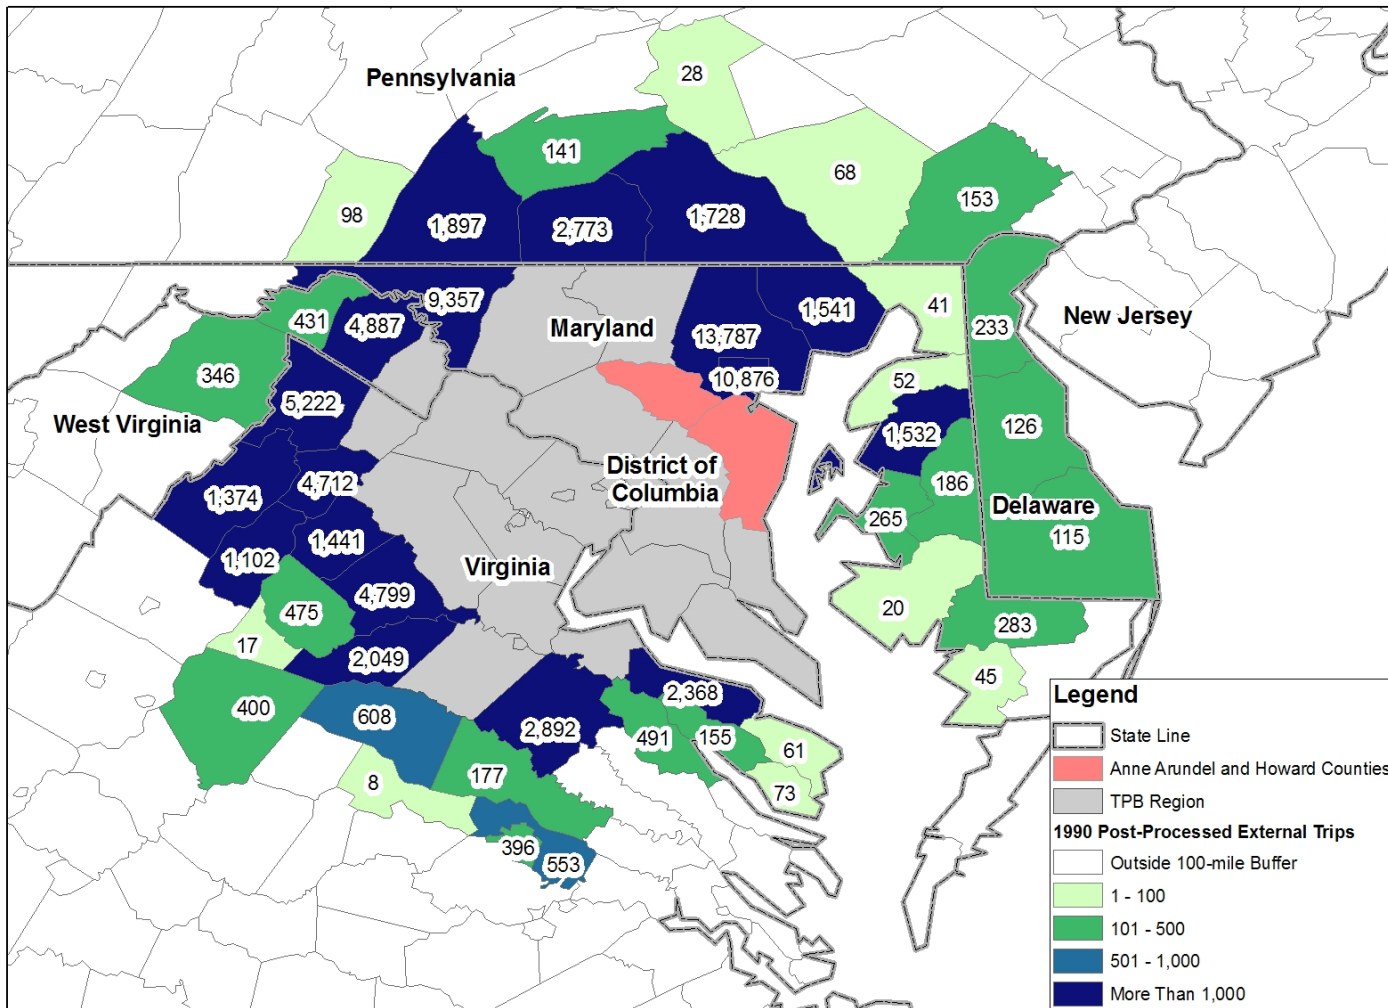 28
Pennsylvania
141
68
153
98
1,897
2,773
1,728
9,357
431
4,887
Maryland
13,787
1,541
41
233
New Jersey
346
10,876
52
5,222
West Virginia
1,532
126
District of
Columbia
1,374
4,712
186
Delaware
265
115
1,441
1,102
Virginia
4,799
475
20
283
17
2,049
45
400
608
2,368
2,892
491
155
61
177
8
73
396
553
Legend
State Line
Anne Arundel and Howard Counties
TPB Region
1990 Post-Processed External Trips
Outside 100-mile Buffer
1 - 100
101 - 500
501 - 1,000
More Than 1,000